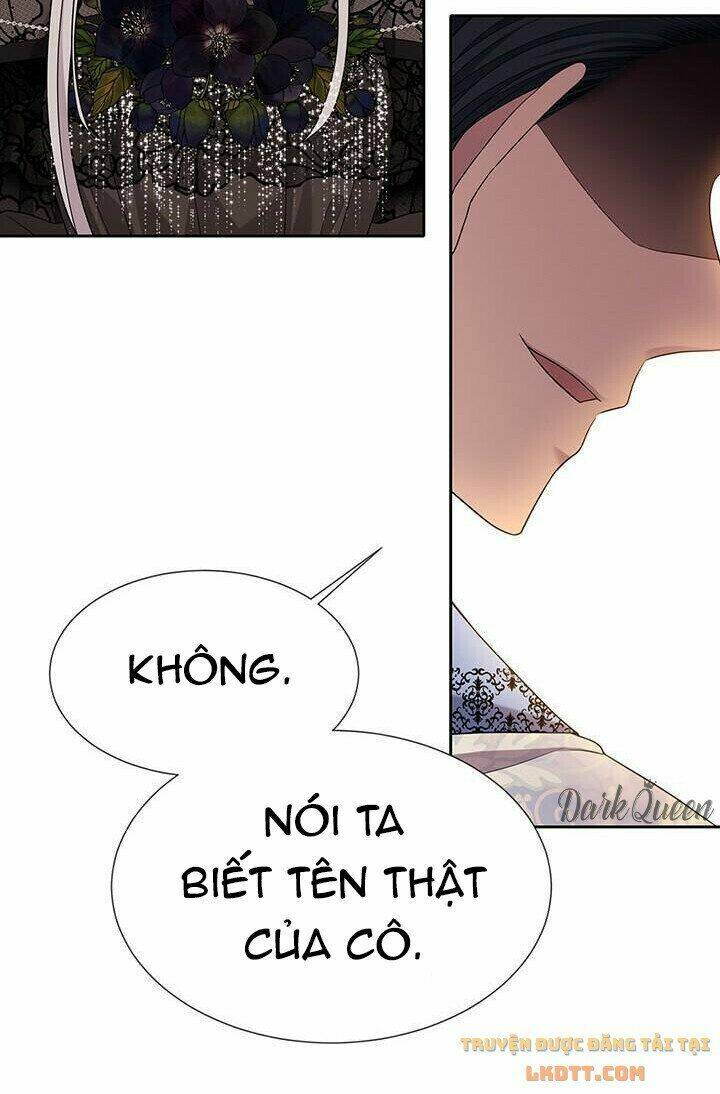 KHÔNG.
NÓI TA
BIẾT TÊN THẬT
CỦA CÔ.
Dark Queen
TRUYỆN ĐƯỢC ĐĂNG TẢI TẠI
LKDTT.COM